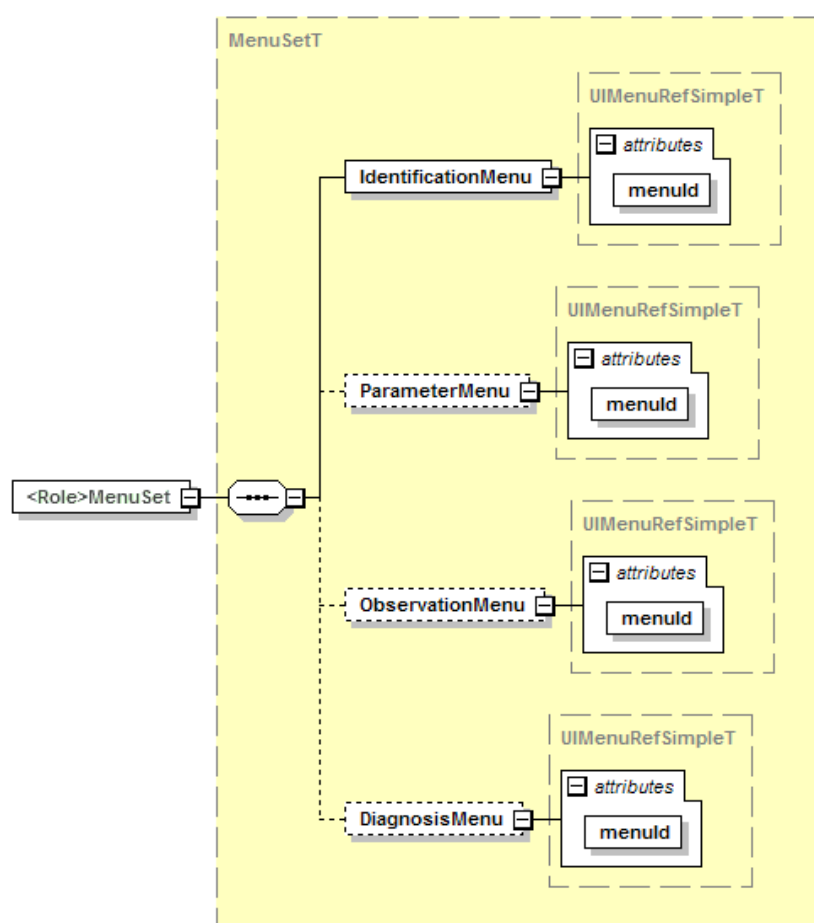 MenuSetT
UIMenuRefSimpleT
attributes
IdentificationMenu
menuId
UIMenuRefSimpleT
attributes
ParameterMenu
menuId
<Role>MenuSet
UIMenuRefSimpleT
attributes
ObservationMenu
menuId
UIMenuRefSimpleT
attributes
DiagnosisMenu
menuId